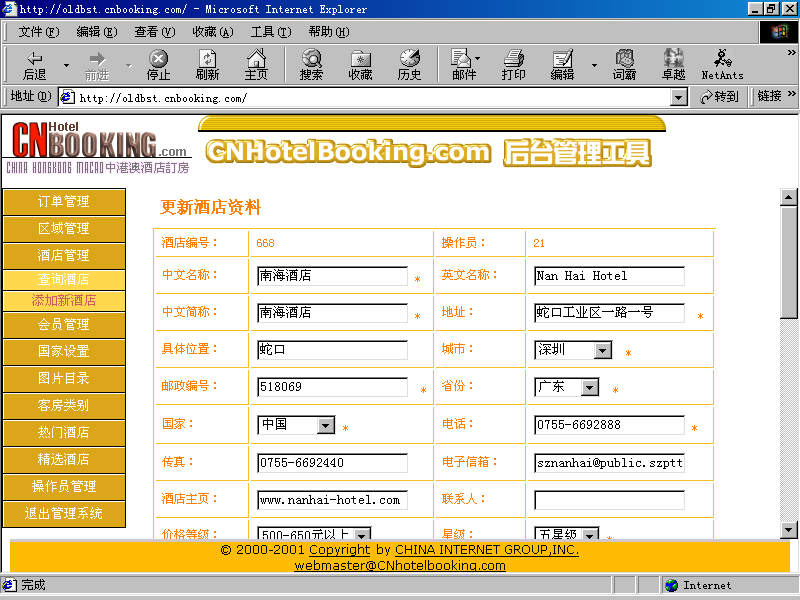 http://oldbst.cnbooking.com/ - Microsoft Internet Explorer
文件(F) 编辑(E) 查看(V) 收藏(A) 工具(T) 帮助(H)
后退 前进 停止 刷新 主页 搜索 收藏 历史 邮件 打印 编辑 词霸 卓越 NetAnts
地址(D) http://oldbst.cnbooking.com/ 转到 链接 »
Hotel
CNBOOKING.com
CHINA HONGKONG MACAO中港澳酒店訂房
CNHotelBooking.com 后台管理工具
订单管理
区域管理
酒店管理
查询酒店
添加新酒店
会员管理
国家设置
图片目录
客房类别
热门酒店
精选酒店
操作员管理
退出管理系统
更新酒店资料
酒店编号： 668 操作员： 21
中文名称： 南海酒店 * 英文名称： Nan Hai Hotel
中文简称： 南海酒店 * 地址： 蛇口工业区一路一号 *
具体位置： 蛇口 城市： 深圳 *
邮政编号： 518069 * 省份： 广东 *
国家： 中国 * 电话： 0755-6692888 *
传真： 0755-6692440 电子信箱： sznanhai@public.szptt
酒店主页： www.nanhai-hotel.com 联系人：
价格等级： 500-650元以上 星级： 五星级 *
© 2000-2001 Copyright by CHINA INTERNET GROUP,INC.
webmaster@CNhotelbooking.com
完成 Internet